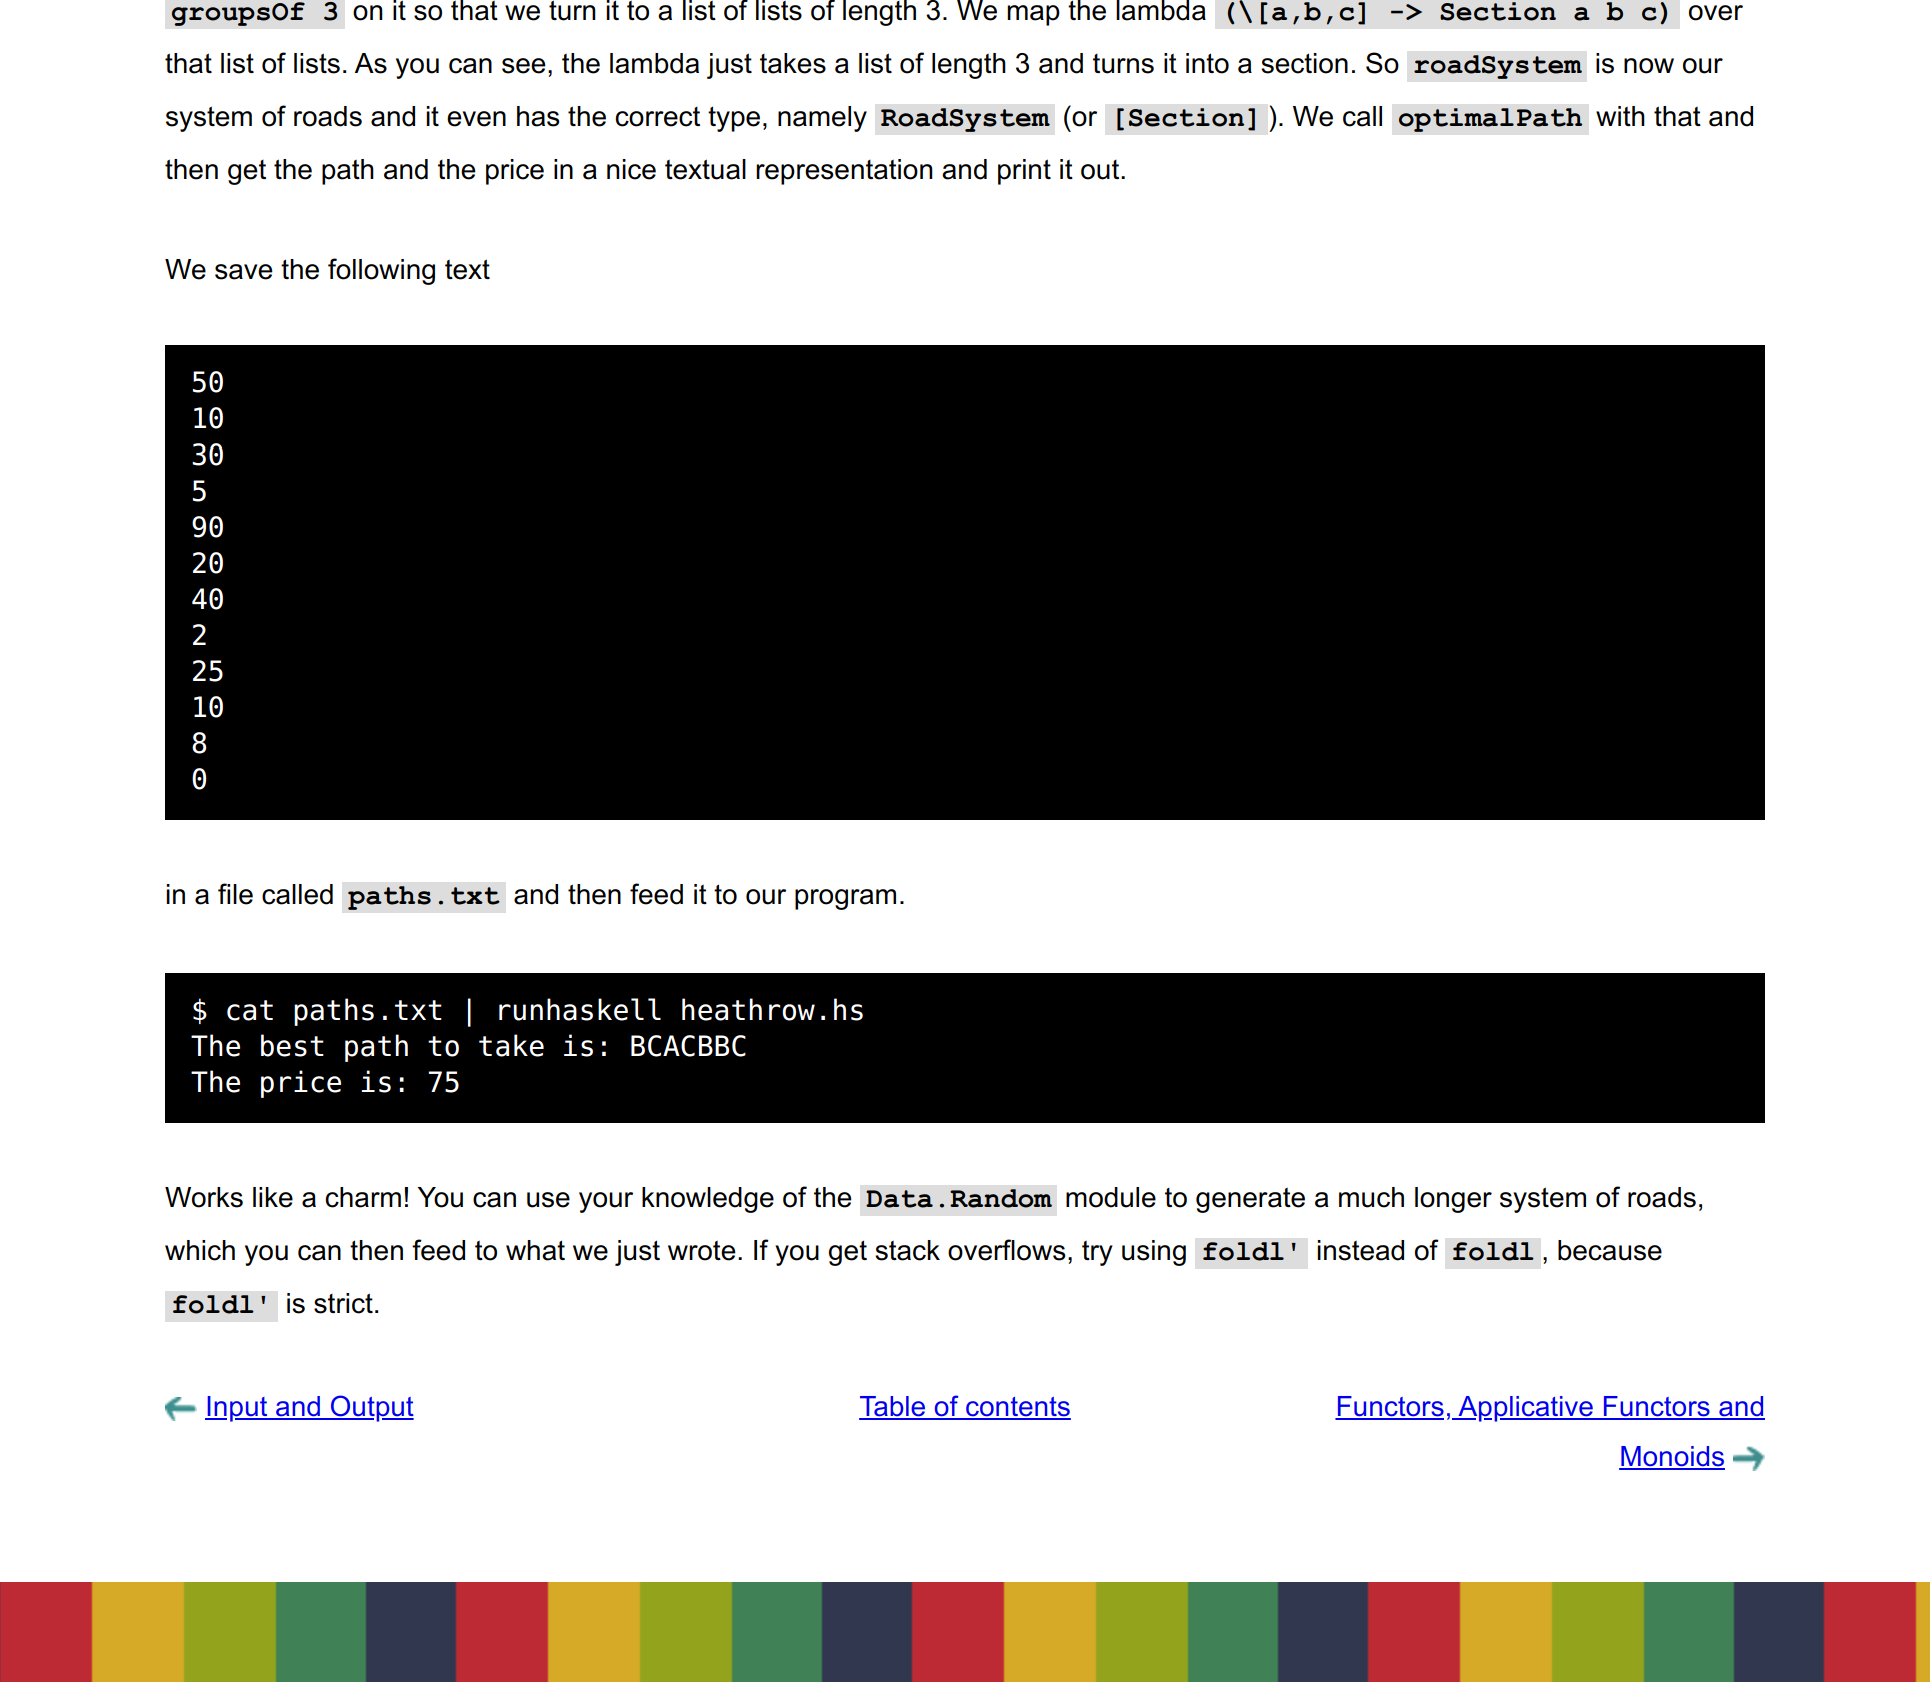 groupsOf 3 on it so that we turn it to a list of lists of length 3. We map the lambda (\[a,b,c] -> Section a b c) over
that list of lists. As you can see, the lambda just takes a list of length 3 and turns it into a section. So roadSystem is now our
system of roads and it even has the correct type, namely RoadSystem (or [Section]). We call optimalPath with that and
then get the path and the price in a nice textual representation and print it out.
We save the following text
50
10
30
5
90
20
40
2
25
10
8
0
in a file called paths.txt and then feed it to our program.
$ cat paths.txt | runhaskell heathrow.hs
The best path to take is: BCACBBC
The price is: 75
Works like a charm! You can use your knowledge of the Data.Random module to generate a much longer system of roads,
which you can then feed to what we just wrote. If you get stack overflows, try using foldl' instead of foldl, because
foldl' is strict.
Input and Output
Table of contents
Functors, Applicative Functors and
Monoids